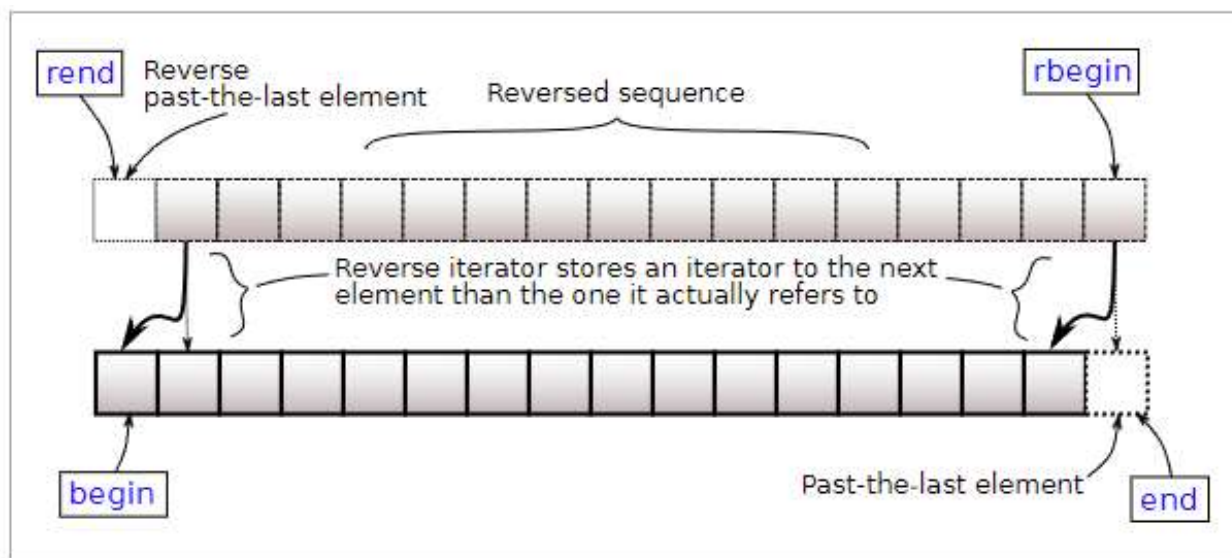 rend
Reverse
past-the-last element
Reversed sequence
rbegin
Reverse iterator stores an iterator to the next
element than the one it actually refers to
begin
Past-the-last element
end